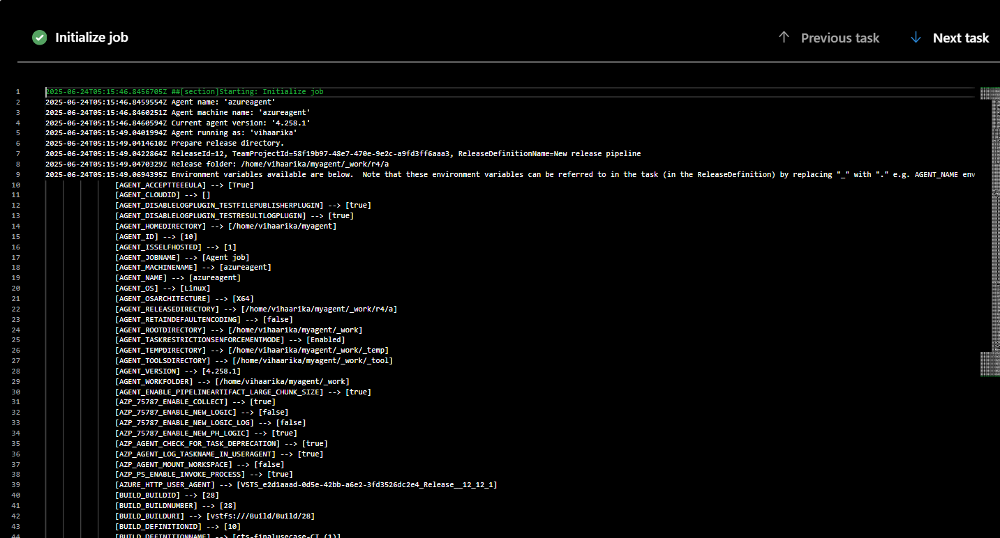 Initialize job
Previous task
Next task
1 2025-06-24T05:15:46.8456705Z ##[section]Starting: Initialize job
2 2025-06-24T05:15:46.8459554Z Agent name: 'azureagent'
3 2025-06-24T05:15:46.8460251Z Agent machine name: 'azureagent'
4 2025-06-24T05:15:46.8460594Z Current agent version: '4.258.1'
5 2025-06-24T05:15:49.0401994Z Agent running as: 'vihaarika'
6 2025-06-24T05:15:49.0414610Z Prepare release directory.
7 2025-06-24T05:15:49.0422864Z ReleaseId=12, TeamProjectId=58f19b97-48e7-470e-9e2c-a9fd3ff6aaa3, ReleaseDefinitionName=New release pipeline
8 2025-06-24T05:15:49.0470329Z Release folder: /home/vihaarika/myagent/_work/r4/a
9 2025-06-24T05:15:49.0694395Z Environment variables available are below.  Note that these environment variables can be referred to in the task (in the ReleaseDefinition) by replacing "_" with "." e.g. AGENT_NAME env
10 [AGENT_ACCEPTTEEEULA] --> [True]
11 [AGENT_CLOUDID] --> []
12 [AGENT_DISABLELOGPLUGIN_TESTFILEPUBLISHERPLUGIN] --> [true]
13 [AGENT_DISABLELOGPLUGIN_TESTRESULTLOGPLUGIN] --> [true]
14 [AGENT_HOMEDIRECTORY] --> [/home/vihaarika/myagent]
15 [AGENT_ID] --> [10]
16 [AGENT_ISSELFHOSTED] --> [1]
17 [AGENT_JOBNAME] --> [Agent job]
18 [AGENT_MACHINENAME] --> [azureagent]
19 [AGENT_NAME] --> [azureagent]
20 [AGENT_OS] --> [Linux]
21 [AGENT_OSARCHITECTURE] --> [X64]
22 [AGENT_RELEASEDIRECTORY] --> [/home/vihaarika/myagent/_work/r4/a]
23 [AGENT_RETAINDEFAULTENCODING] --> [false]
24 [AGENT_ROOTDIRECTORY] --> [/home/vihaarika/myagent/_work]
25 [AGENT_TASKRESTRICTIONSENFORCEMENTMODE] --> [Enabled]
26 [AGENT_TEMPDIRECTORY] --> [/home/vihaarika/myagent/_work/_temp]
27 [AGENT_TOOLSDIRECTORY] --> [/home/vihaarika/myagent/_work/_tool]
28 [AGENT_VERSION] --> [4.258.1]
29 [AGENT_WORKFOLDER] --> [/home/vihaarika/myagent/_work]
30 [AGENT_ENABLE_PIPELINEARTIFACT_LARGE_CHUNK_SIZE] --> [true]
31 [AZP_75787_ENABLE_COLLECT] --> [true]
32 [AZP_75787_ENABLE_NEW_LOGIC] --> [false]
33 [AZP_75787_ENABLE_NEW_LOGIC_LOG] --> [false]
34 [AZP_75787_ENABLE_NEW_PH_LOGIC] --> [true]
35 [AZP_AGENT_CHECK_FOR_TASK_DEPRECATION] --> [true]
36 [AZP_AGENT_LOG_TASKNAME_IN_USERAGENT] --> [true]
37 [AZP_AGENT_MOUNT_WORKSPACE] --> [false]
38 [AZP_PS_ENABLE_INVOKE_PROCESS] --> [true]
39 [AZURE_HTTP_USER_AGENT] --> [VSTS_e2d1aaad-0d5e-42bb-a6e2-3fd3526dc2e4_Release__12_12_1]
40 [BUILD_BUILDID] --> [28]
41 [BUILD_BUILDNUMBER] --> [28]
42 [BUILD_BUILDURI] --> [vstfs:///Build/Build/28]
43 [BUILD_DEFINITIONID] --> [10]
44 [BUILD_DEFINITIONNAME] --> [cts-finalusecase-CI (1)]